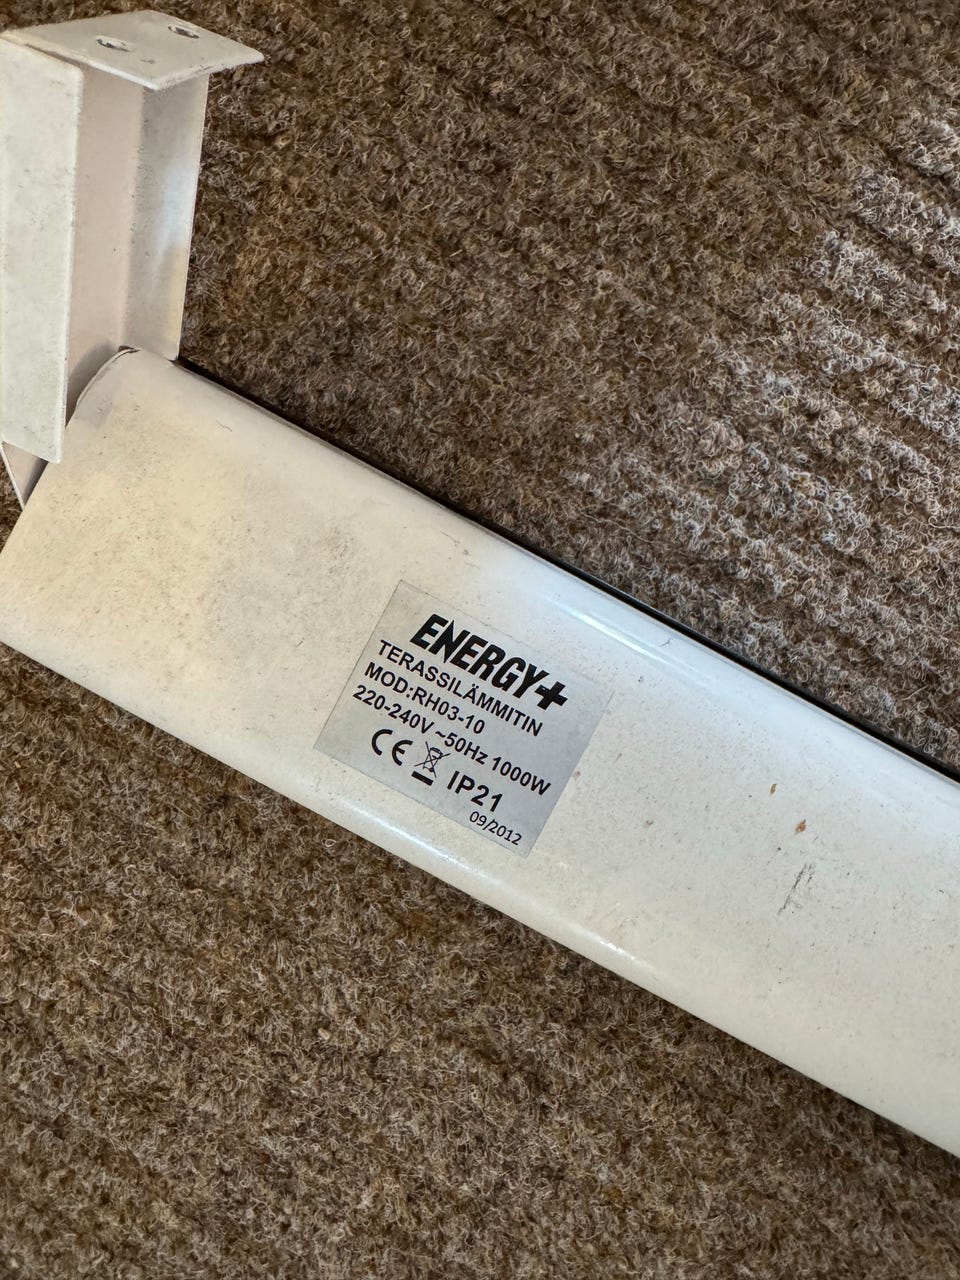 ENERGY+
TERASSILÄMMITIN
MOD:RH03-10
220-240V ~50Hz 1000W
CE IP21
09/2012